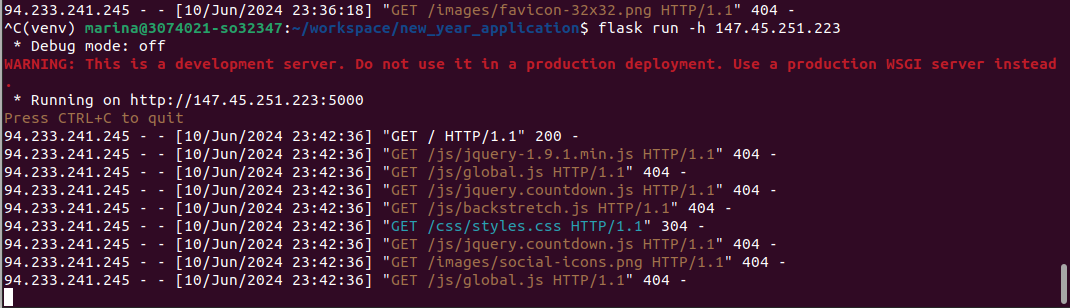 94.233.241.245 - - [10/Jun/2024 23:36:18] "GET /images/favicon-32x32.png HTTP/1.1" 404 -
^C(venv) marina@3074021-so32347:~/workspace/new_year_application$ flask run -h 147.45.251.223
 * Debug mode: off
WARNING: This is a development server. Do not use it in a production deployment. Use a production WSGI server instead
.
 * Running on http://147.45.251.223:5000
Press CTRL+C to quit
94.233.241.245 - - [10/Jun/2024 23:42:36] "GET / HTTP/1.1" 200 -
94.233.241.245 - - [10/Jun/2024 23:42:36] "GET /js/jquery-1.9.1.min.js HTTP/1.1" 404 -
94.233.241.245 - - [10/Jun/2024 23:42:36] "GET /js/global.js HTTP/1.1" 404 -
94.233.241.245 - - [10/Jun/2024 23:42:36] "GET /js/jquery.countdown.js HTTP/1.1" 404 -
94.233.241.245 - - [10/Jun/2024 23:42:36] "GET /js/backstretch.js HTTP/1.1" 404 -
94.233.241.245 - - [10/Jun/2024 23:42:36] "GET /css/styles.css HTTP/1.1" 304 -
94.233.241.245 - - [10/Jun/2024 23:42:36] "GET /js/jquery.countdown.js HTTP/1.1" 404 -
94.233.241.245 - - [10/Jun/2024 23:42:36] "GET /images/social-icons.png HTTP/1.1" 404 -
94.233.241.245 - - [10/Jun/2024 23:42:36] "GET /js/global.js HTTP/1.1" 404 -